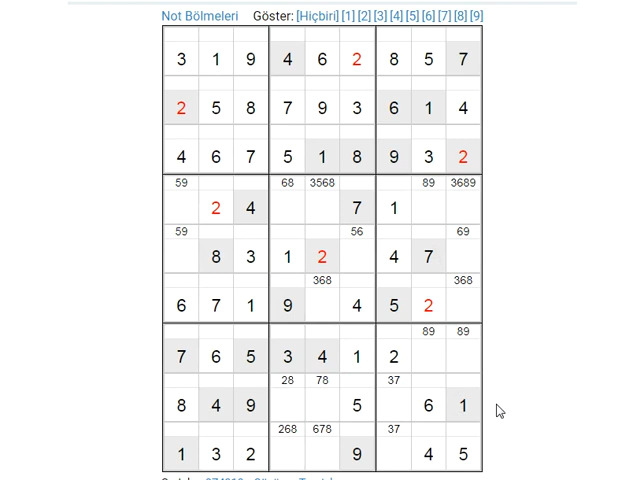 Not Bölmeleri Göster: [Hiçbiri] [1] [2] [3] [4] [5] [6] [7] [8] [9]
3 1 9 4 6 2 8 5 7
2 5 8 7 9 3 6 1 4
4 6 7 5 1 8 9 3 2
59 68 3568 89 3689
2 4 7 1
59 56 69
8 3 1 2 4 7
368 368
6 7 1 9 4 5 2
89 89
7 6 5 3 4 1 2
28 78 37
8 4 9 5 6 1
268 678 37
1 3 2 9 4 5